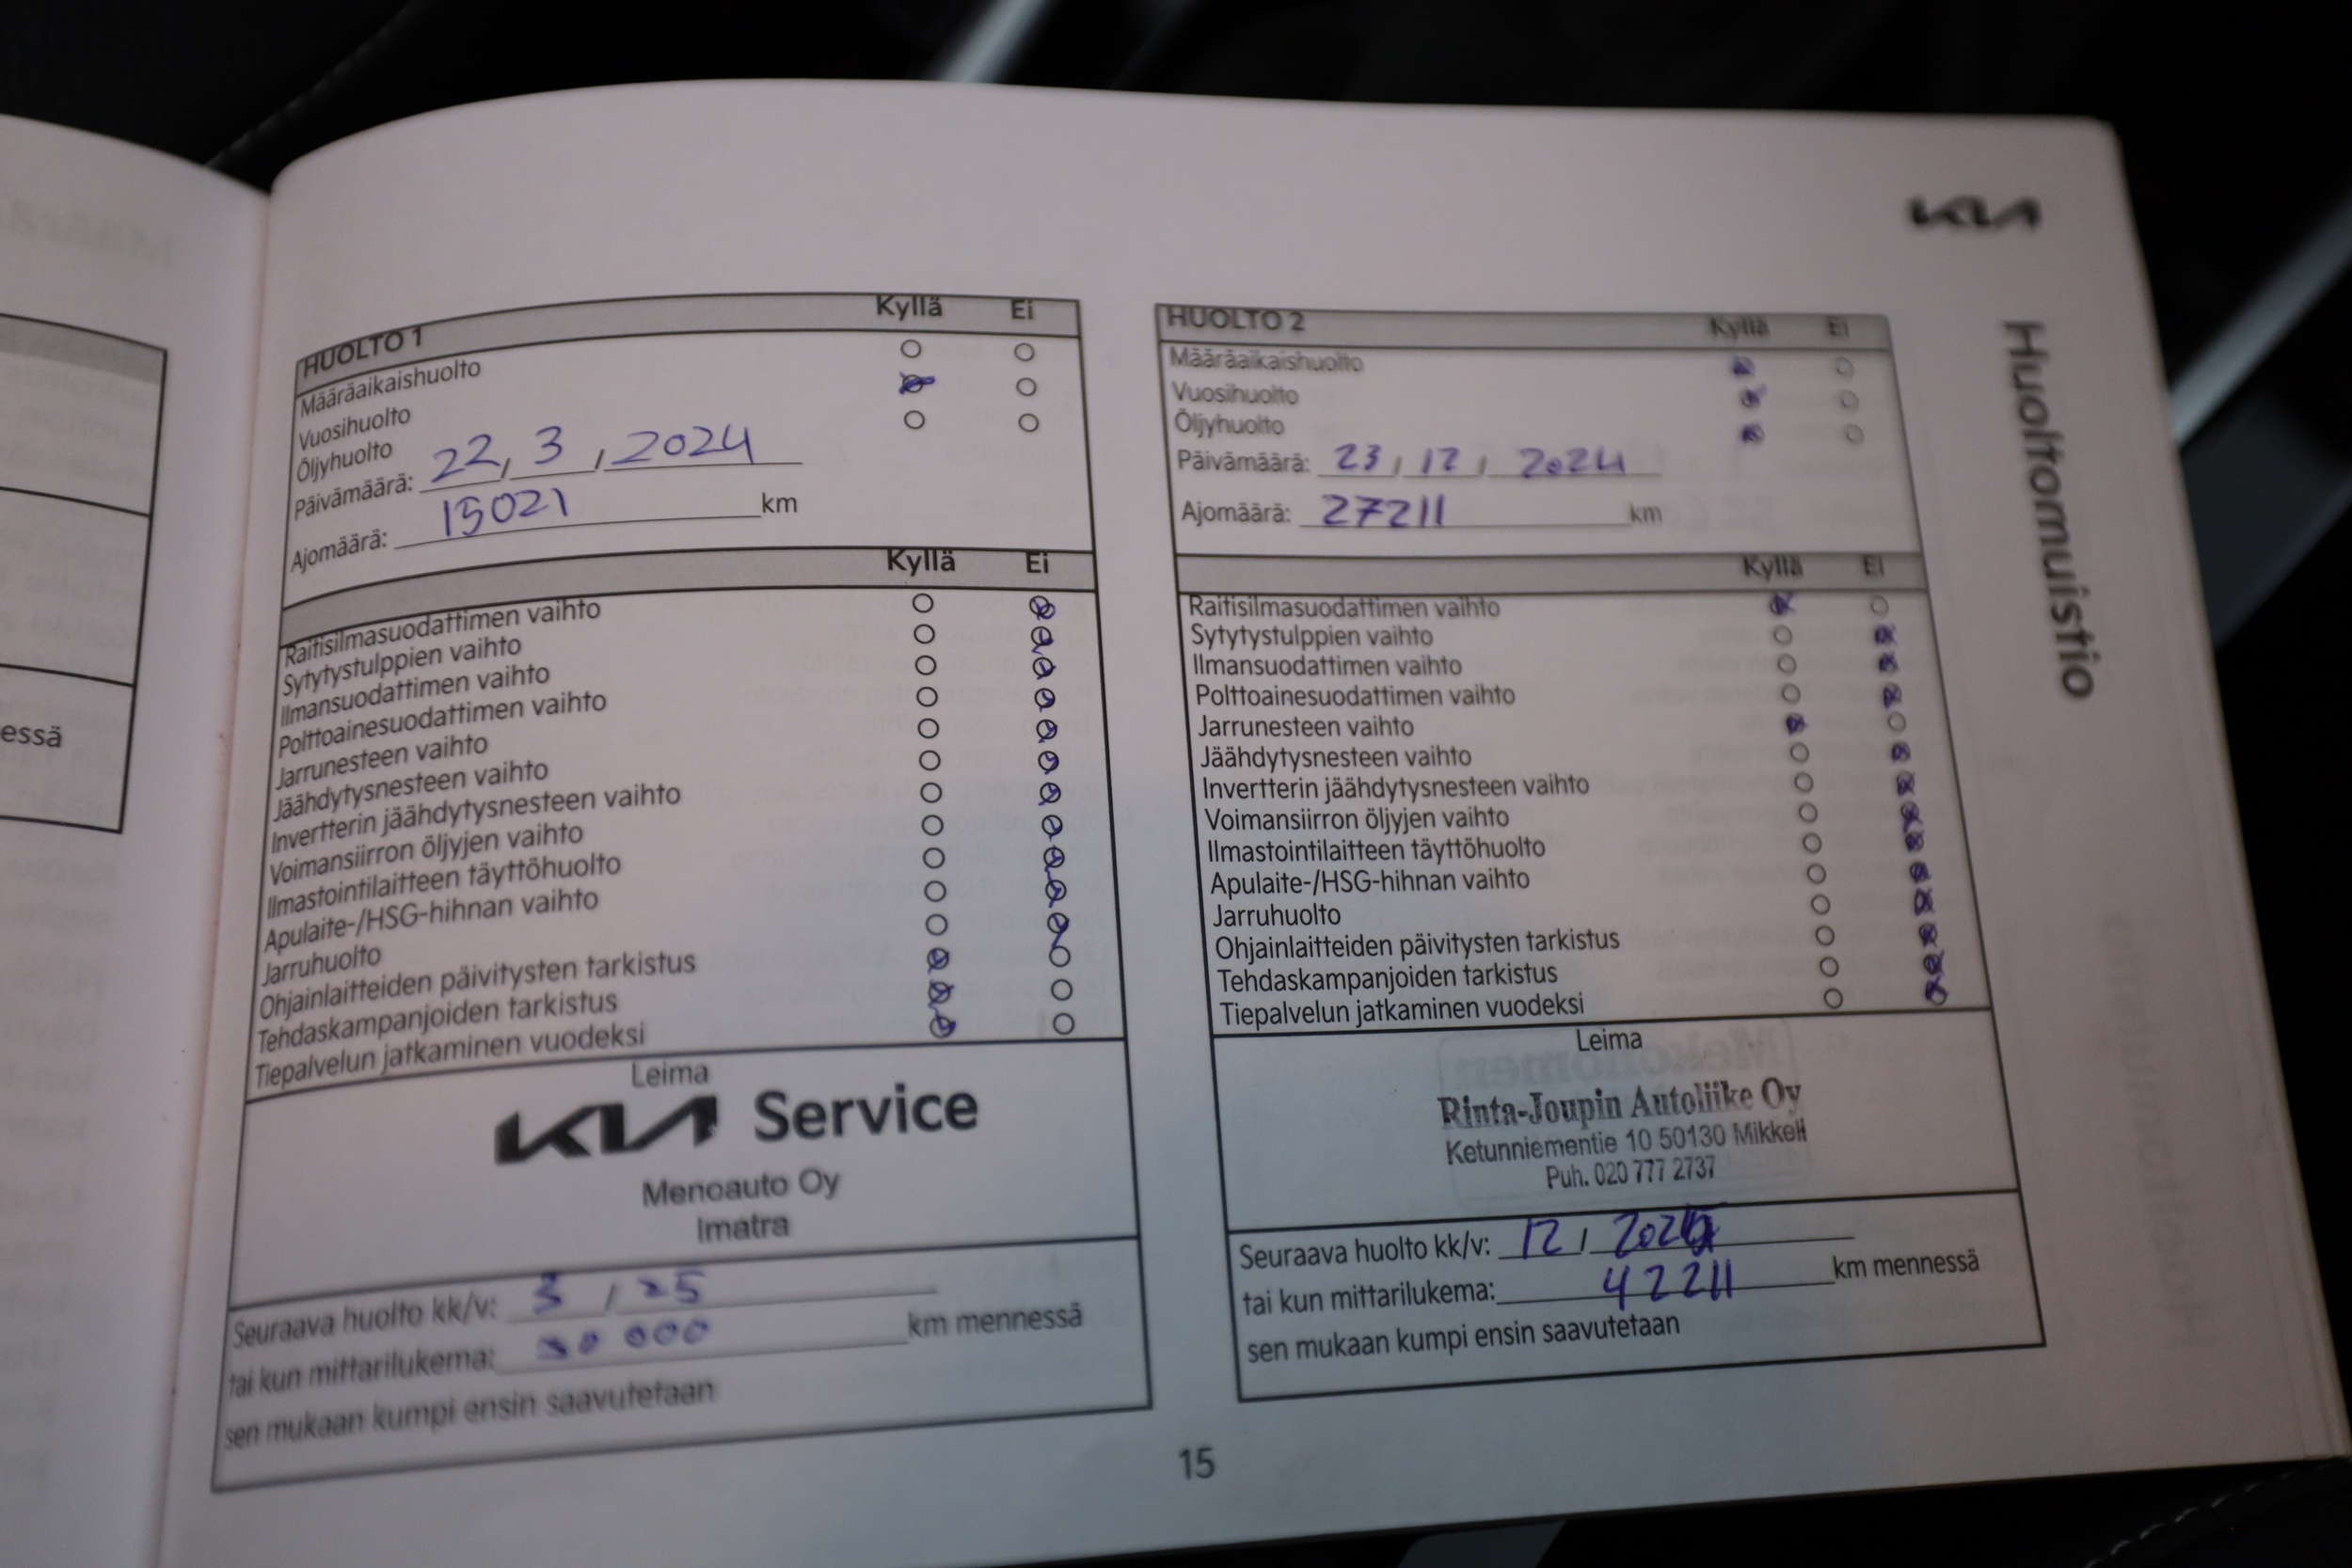 essä
KIA
Huoltomuistio
HUOLTO 1 Kyllä Ei
Määräaikaishuolto
Vuosihuolto
Öljyhuolto
Päivämäärä: 22, 3, 2024
Ajomäärä: 15021 km
Kyllä Ei
Raitisilmasuodattimen vaihto
Sytytystulppien vaihto
Ilmansuodattimen vaihto
Polttoainesuodattimen vaihto
Jarrunesteen vaihto
Jäähdytysnesteen vaihto
Invertterin jäähdytysnesteen vaihto
Voimansiirron öljyjen vaihto
Ilmastointilaitteen täyttöhuolto
Apulaite-/HSG-hihnan vaihto
Jarruhuolto
Ohjainlaitteiden päivitysten tarkistus
Tehdaskampanjoiden tarkistus
Tiepalvelun jatkaminen vuodeksi
Leima
KIA Service
Menoauto Oy
Imatra
Seuraava huolto kk/v: 3 / 25
tai kun mittarilukema: 30 000 km mennessä
sen mukaan kumpi ensin saavutetaan
HUOLTO 2 Kyllä Ei
Määräaikaishuolto
Vuosihuolto
Öljyhuolto
Päivämäärä: 23, 12, 2024
Ajomäärä: 27211 km
Kyllä Ei
Raitisilmasuodattimen vaihto
Sytytystulppien vaihto
Ilmansuodattimen vaihto
Polttoainesuodattimen vaihto
Jarrunesteen vaihto
Jäähdytysnesteen vaihto
Invertterin jäähdytysnesteen vaihto
Voimansiirron öljyjen vaihto
Ilmastointilaitteen täyttöhuolto
Apulaite-/HSG-hihnan vaihto
Jarruhuolto
Ohjainlaitteiden päivitysten tarkistus
Tehdaskampanjoiden tarkistus
Tiepalvelun jatkaminen vuodeksi
Leima
Rinta-Joupin Autoliike Oy
Ketunniementie 10 50130 Mikkeli
Puh. 020 777 2737
Seuraava huolto kk/v: 12,
tai kun mittarilukema: 42211 km mennessä
sen mukaan kumpi ensin saavutetaan
15